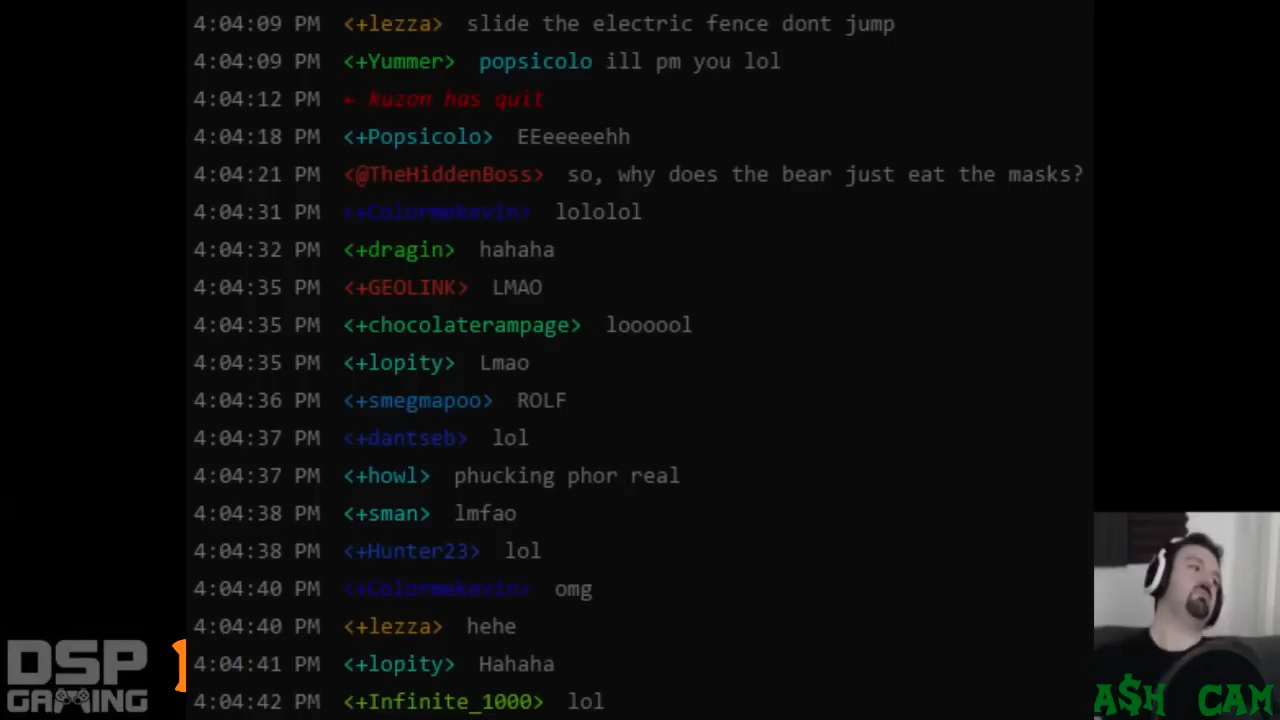 4:04:09 PM <+lezza> slide the electric fence dont jump
4:04:09 PM <+Yummer> popsicolo ill pm you lol
4:04:12 PM ← kuzon has quit
4:04:18 PM <+Popsicolo> EEeeeeehh
4:04:21 PM <@TheHiddenBoss> so, why does the bear just eat the masks?
4:04:31 PM <+Colormekevin> lolololol
4:04:32 PM <+dragin> hahaha
4:04:35 PM <+GEOLINK> LMAO
4:04:35 PM <+chocolaterampage> loooool
4:04:35 PM <+lopity> Lmao
4:04:36 PM <+smegmapoo> ROLF
4:04:37 PM <+dantseb> lol
4:04:37 PM <+howl> phucking phor real
4:04:38 PM <+sman> lmfao
4:04:38 PM <+Hunter23> lol
4:04:40 PM <+Colormekevin> omg
4:04:40 PM <+lezza> hehe
4:04:41 PM <+lopity> Hahaha
4:04:42 PM <+Infinite_1000> lol
DSP
GAMING
A$H CAM